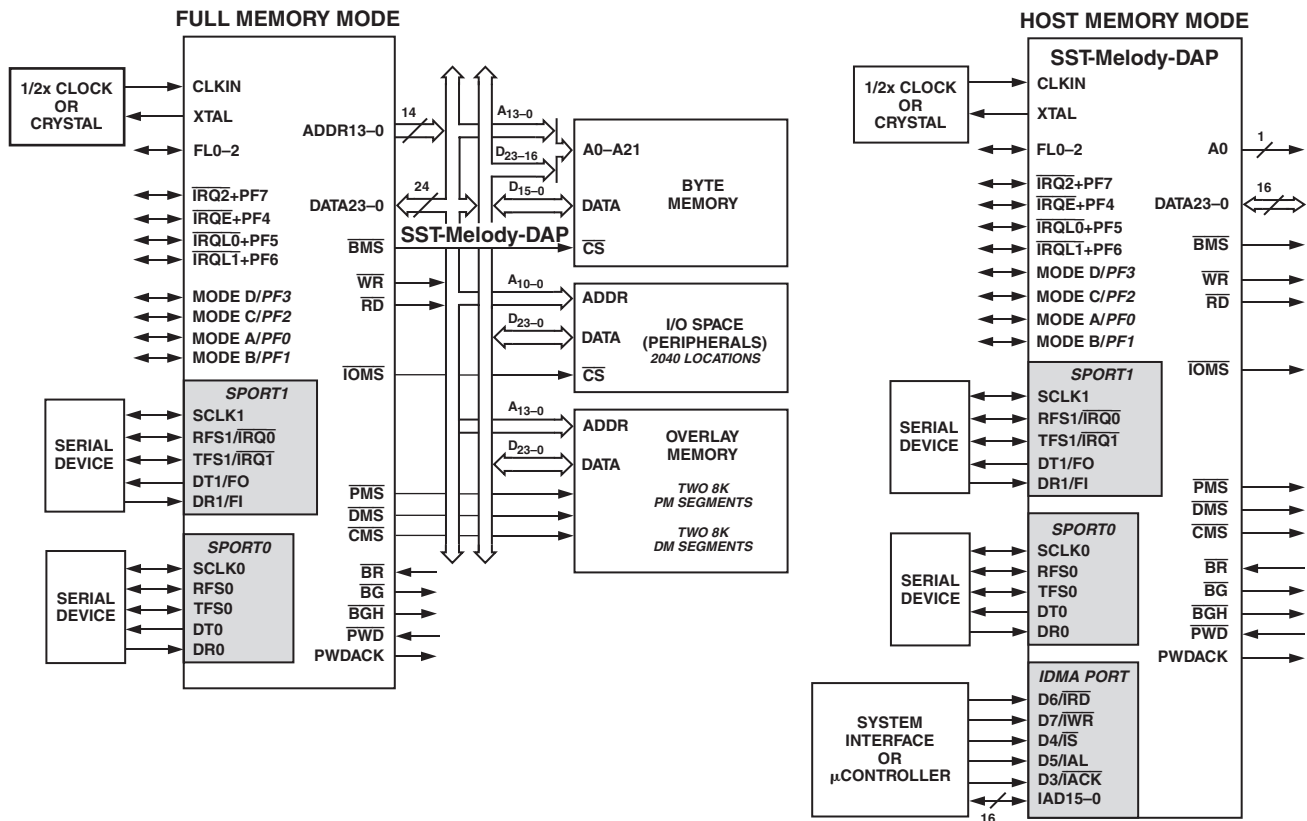 FULL MEMORY MODE
1/2x CLOCK
OR
CRYSTAL
CLKIN
XTAL
FL0–2
IRQ2+PF7
IRQE+PF4
IRQL0+PF5
IRQL1+PF6
MODE D/PF3
MODE C/PF2
MODE A/PF0
MODE B/PF1
SERIAL
DEVICE
SPORT1
SCLK1
RFS1/IRQ0
TFS1/IRQ1
DT1/FO
DR1/FI
SERIAL
DEVICE
SPORT0
SCLK0
RFS0
TFS0
DT0
DR0
ADDR13–0
14
DATA23–0
24
SST-Melody-DAP
BMS
WR
RD
IOMS
PMS
DMS
CMS
BR
BG
BGH
PWD
PWDACK
A13–0
D23–16
D15–0
A0–A21
DATA
CS
BYTE
MEMORY
A10–0
D23–0
ADDR
DATA
CS
I/O SPACE
(PERIPHERALS)
2040 LOCATIONS
A13–0
D23–0
ADDR
DATA
OVERLAY
MEMORY
TWO 8K
PM SEGMENTS
TWO 8K
DM SEGMENTS
HOST MEMORY MODE
SST-Melody-DAP
1/2x CLOCK
OR
CRYSTAL
CLKIN
XTAL
FL0–2
IRQ2+PF7
IRQE+PF4
IRQL0+PF5
IRQL1+PF6
MODE D/PF3
MODE C/PF2
MODE A/PF0
MODE B/PF1
SERIAL
DEVICE
SPORT1
SCLK1
RFS1/IRQ0
TFS1/IRQ1
DT1/FO
DR1/FI
SERIAL
DEVICE
SPORT0
SCLK0
RFS0
TFS0
DT0
DR0
SYSTEM
INTERFACE
OR
µCONTROLLER
IDMA PORT
D6/IRD
D7/IWR
D4/IS
D5/IAL
D3/IACK
IAD15–0
16
A0
1
DATA23–0
16
BMS
WR
RD
IOMS
PMS
DMS
CMS
BR
BG
BGH
PWD
PWDACK